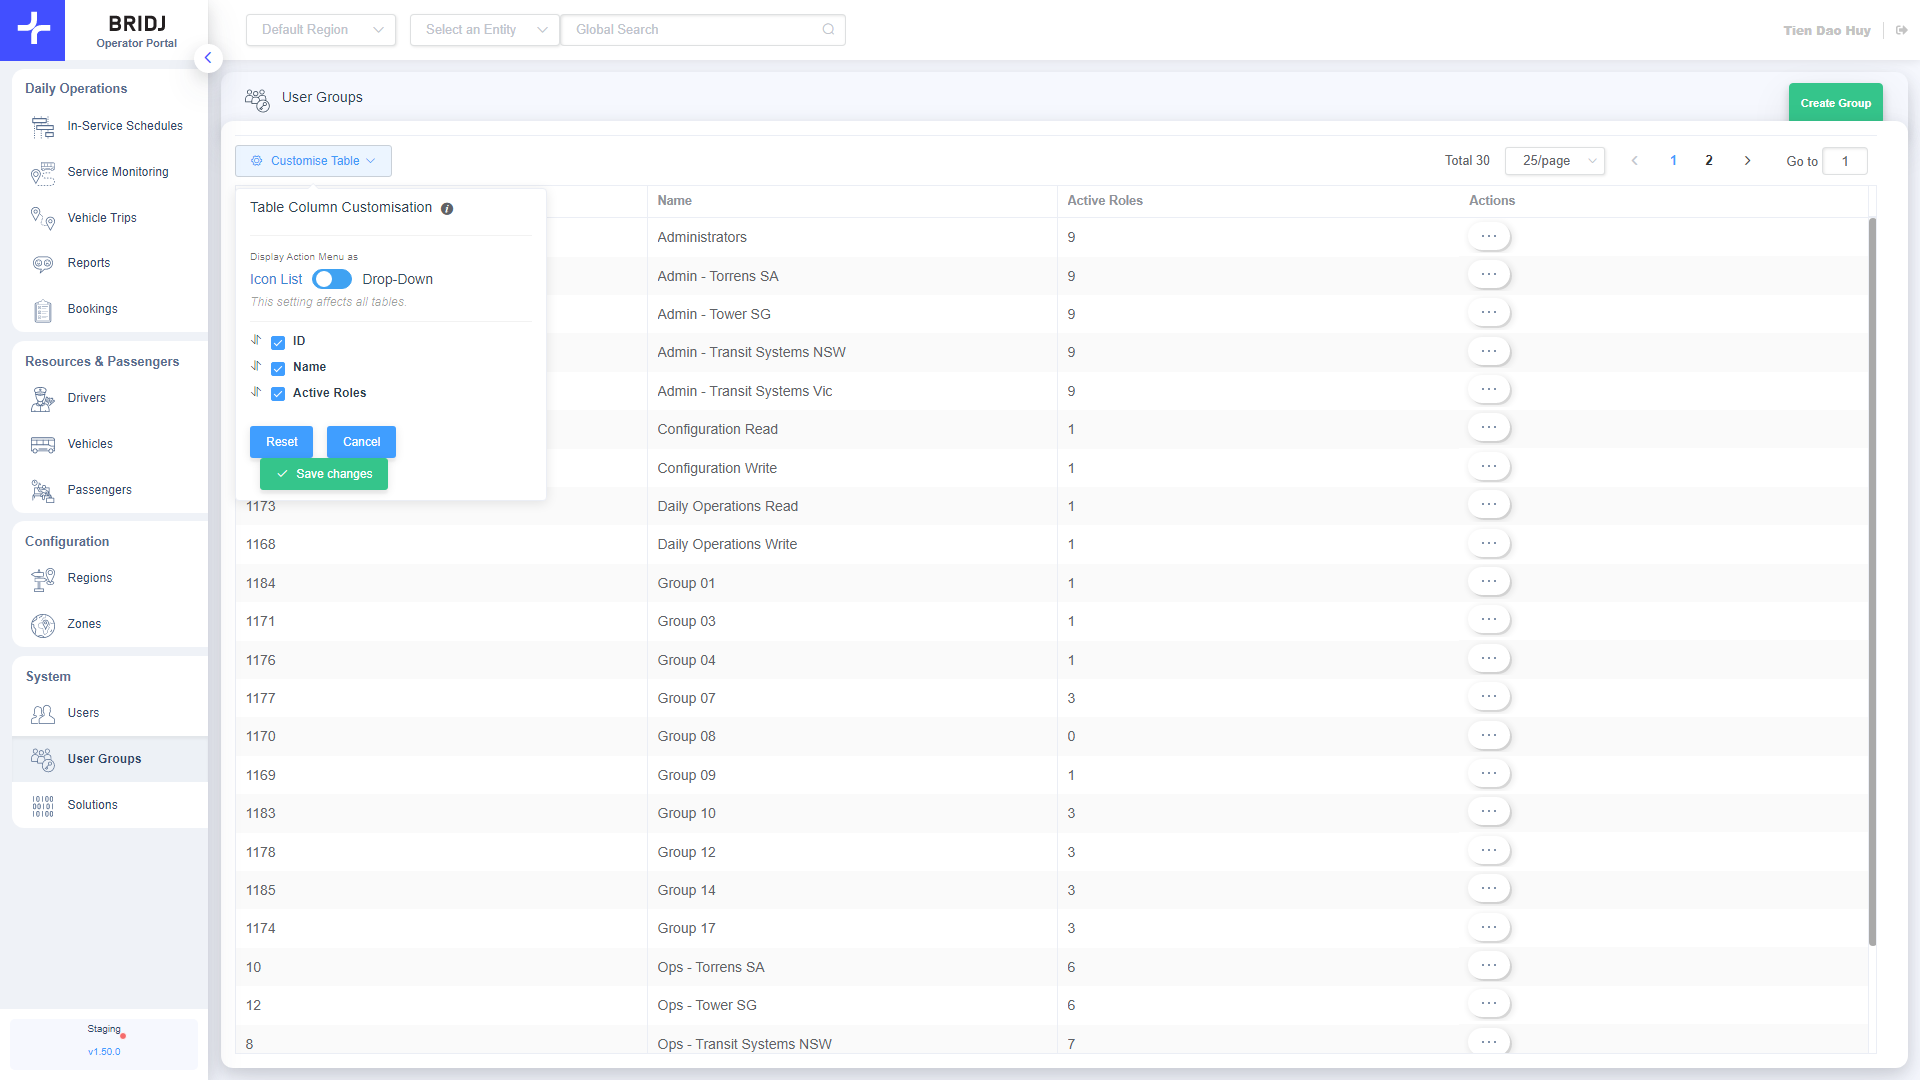 BRIDJ
Operator Portal
Default Region
Select an Entity
Global Search
Tien Dao Huy
Daily Operations
In-Service Schedules
Service Monitoring
Vehicle Trips
Reports
Bookings
Resources & Passengers
Drivers
Vehicles
Passengers
Configuration
Regions
Zones
System
Users
User Groups
Solutions
Staging
v1.50.0
User Groups
Create Group
Customise Table
Total 30
25/page
1
2
Go to
1
Table Column Customisation
Display Action Menu as
Icon List Drop-Down
This setting affects all tables.
ID
Name
Active Roles
Reset
Cancel
Save changes
Name Active Roles Actions
Administrators 9
Admin - Torrens SA 9
Admin - Tower SG 9
Admin - Transit Systems NSW 9
Admin - Transit Systems Vic 9
Configuration Read 1
Configuration Write 1
1173 Daily Operations Read 1
1168 Daily Operations Write 1
1184 Group 01 1
1171 Group 03 1
1176 Group 04 1
1177 Group 07 3
1170 Group 08 0
1169 Group 09 1
1183 Group 10 3
1178 Group 12 3
1185 Group 14 3
1174 Group 17 3
10 Ops - Torrens SA 6
12 Ops - Tower SG 6
8 Ops - Transit Systems NSW 7